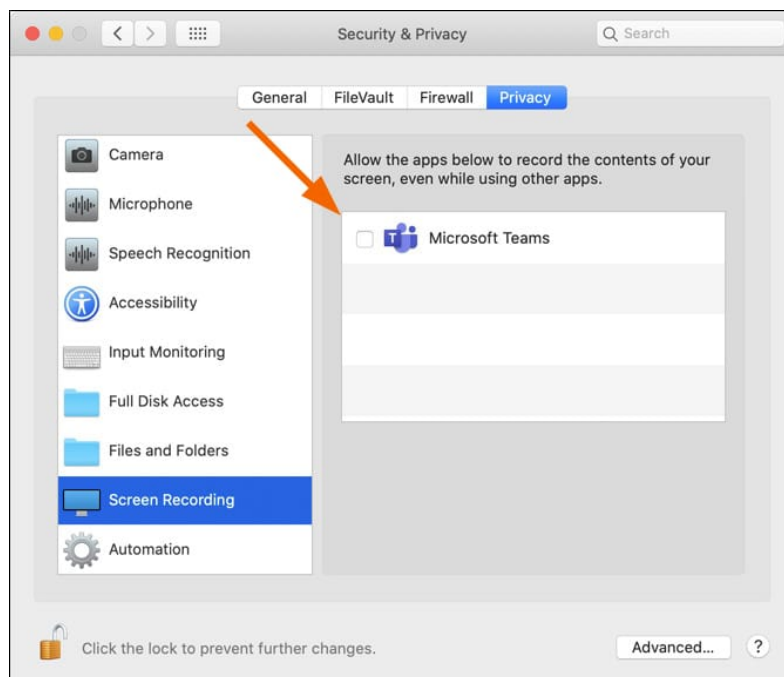 Security & Privacy
Search
General
FileVault
Firewall
Privacy
Camera
Microphone
Speech Recognition
Accessibility
Input Monitoring
Full Disk Access
Files and Folders
Screen Recording
Automation
Allow the apps below to record the contents of your
screen, even while using other apps.
T
Microsoft Teams
Click the lock to prevent further changes.
Advanced...
?